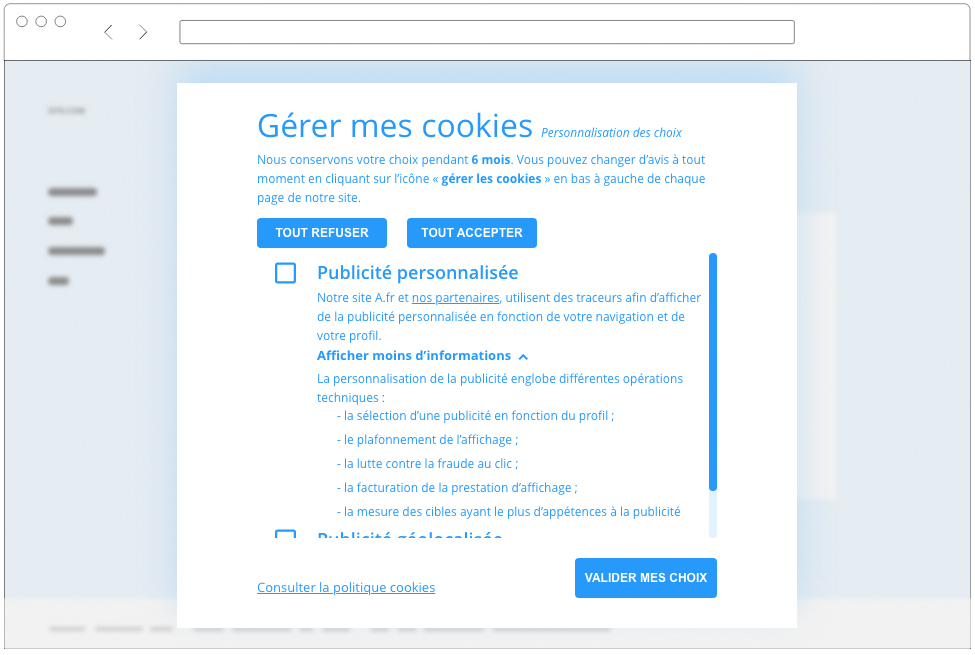 Gérer mes cookies Personnalisation des choix
Nous conservons votre choix pendant 6 mois. Vous pouvez changer d’avis à tout
moment en cliquant sur l’icône « gérer les cookies » en bas à gauche de chaque
page de notre site.
TOUT REFUSER TOUT ACCEPTER
Publicité personnalisée
Notre site A.fr et nos partenaires, utilisent des traceurs afin d’afficher
de la publicité personnalisée en fonction de votre navigation et de
votre profil.
Afficher moins d’informations
La personnalisation de la publicité englobe différentes opérations
techniques :
- la sélection d’une publicité en fonction du profil ;
- le plafonnement de l’affichage ;
- la lutte contre la fraude au clic ;
- la facturation de la prestation d’affichage ;
- la mesure des cibles ayant le plus d’appétences à la publicité
Publicité géolocalisée
Consulter la politique cookies
VALIDER MES CHOIX